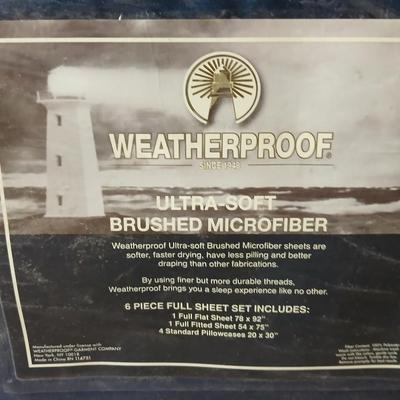 WEATHERPROOF®
SINCE 1948
ULTRA-SOFT
BRUSHED MICROFIBER
Weatherproof Ultra-soft Brushed Microfiber sheets are
softer, faster drying, have less pilling and better
draping than other fabrications.
By using finer but more durable threads,
Weatherproof brings you a sleep experience like no other.
6 PIECE FULL SHEET SET INCLUDES:
1 Full Flat Sheet 78 x 92"
1 Full Fitted Sheet 54 x 75"
4 Standard Pillowcases 20 x 30"
Manufactured under license with
WEATHERPROOF® GARMENT COMPANY
New York, NY 10018
Made in China RN 114751
Fiber Content: 100%